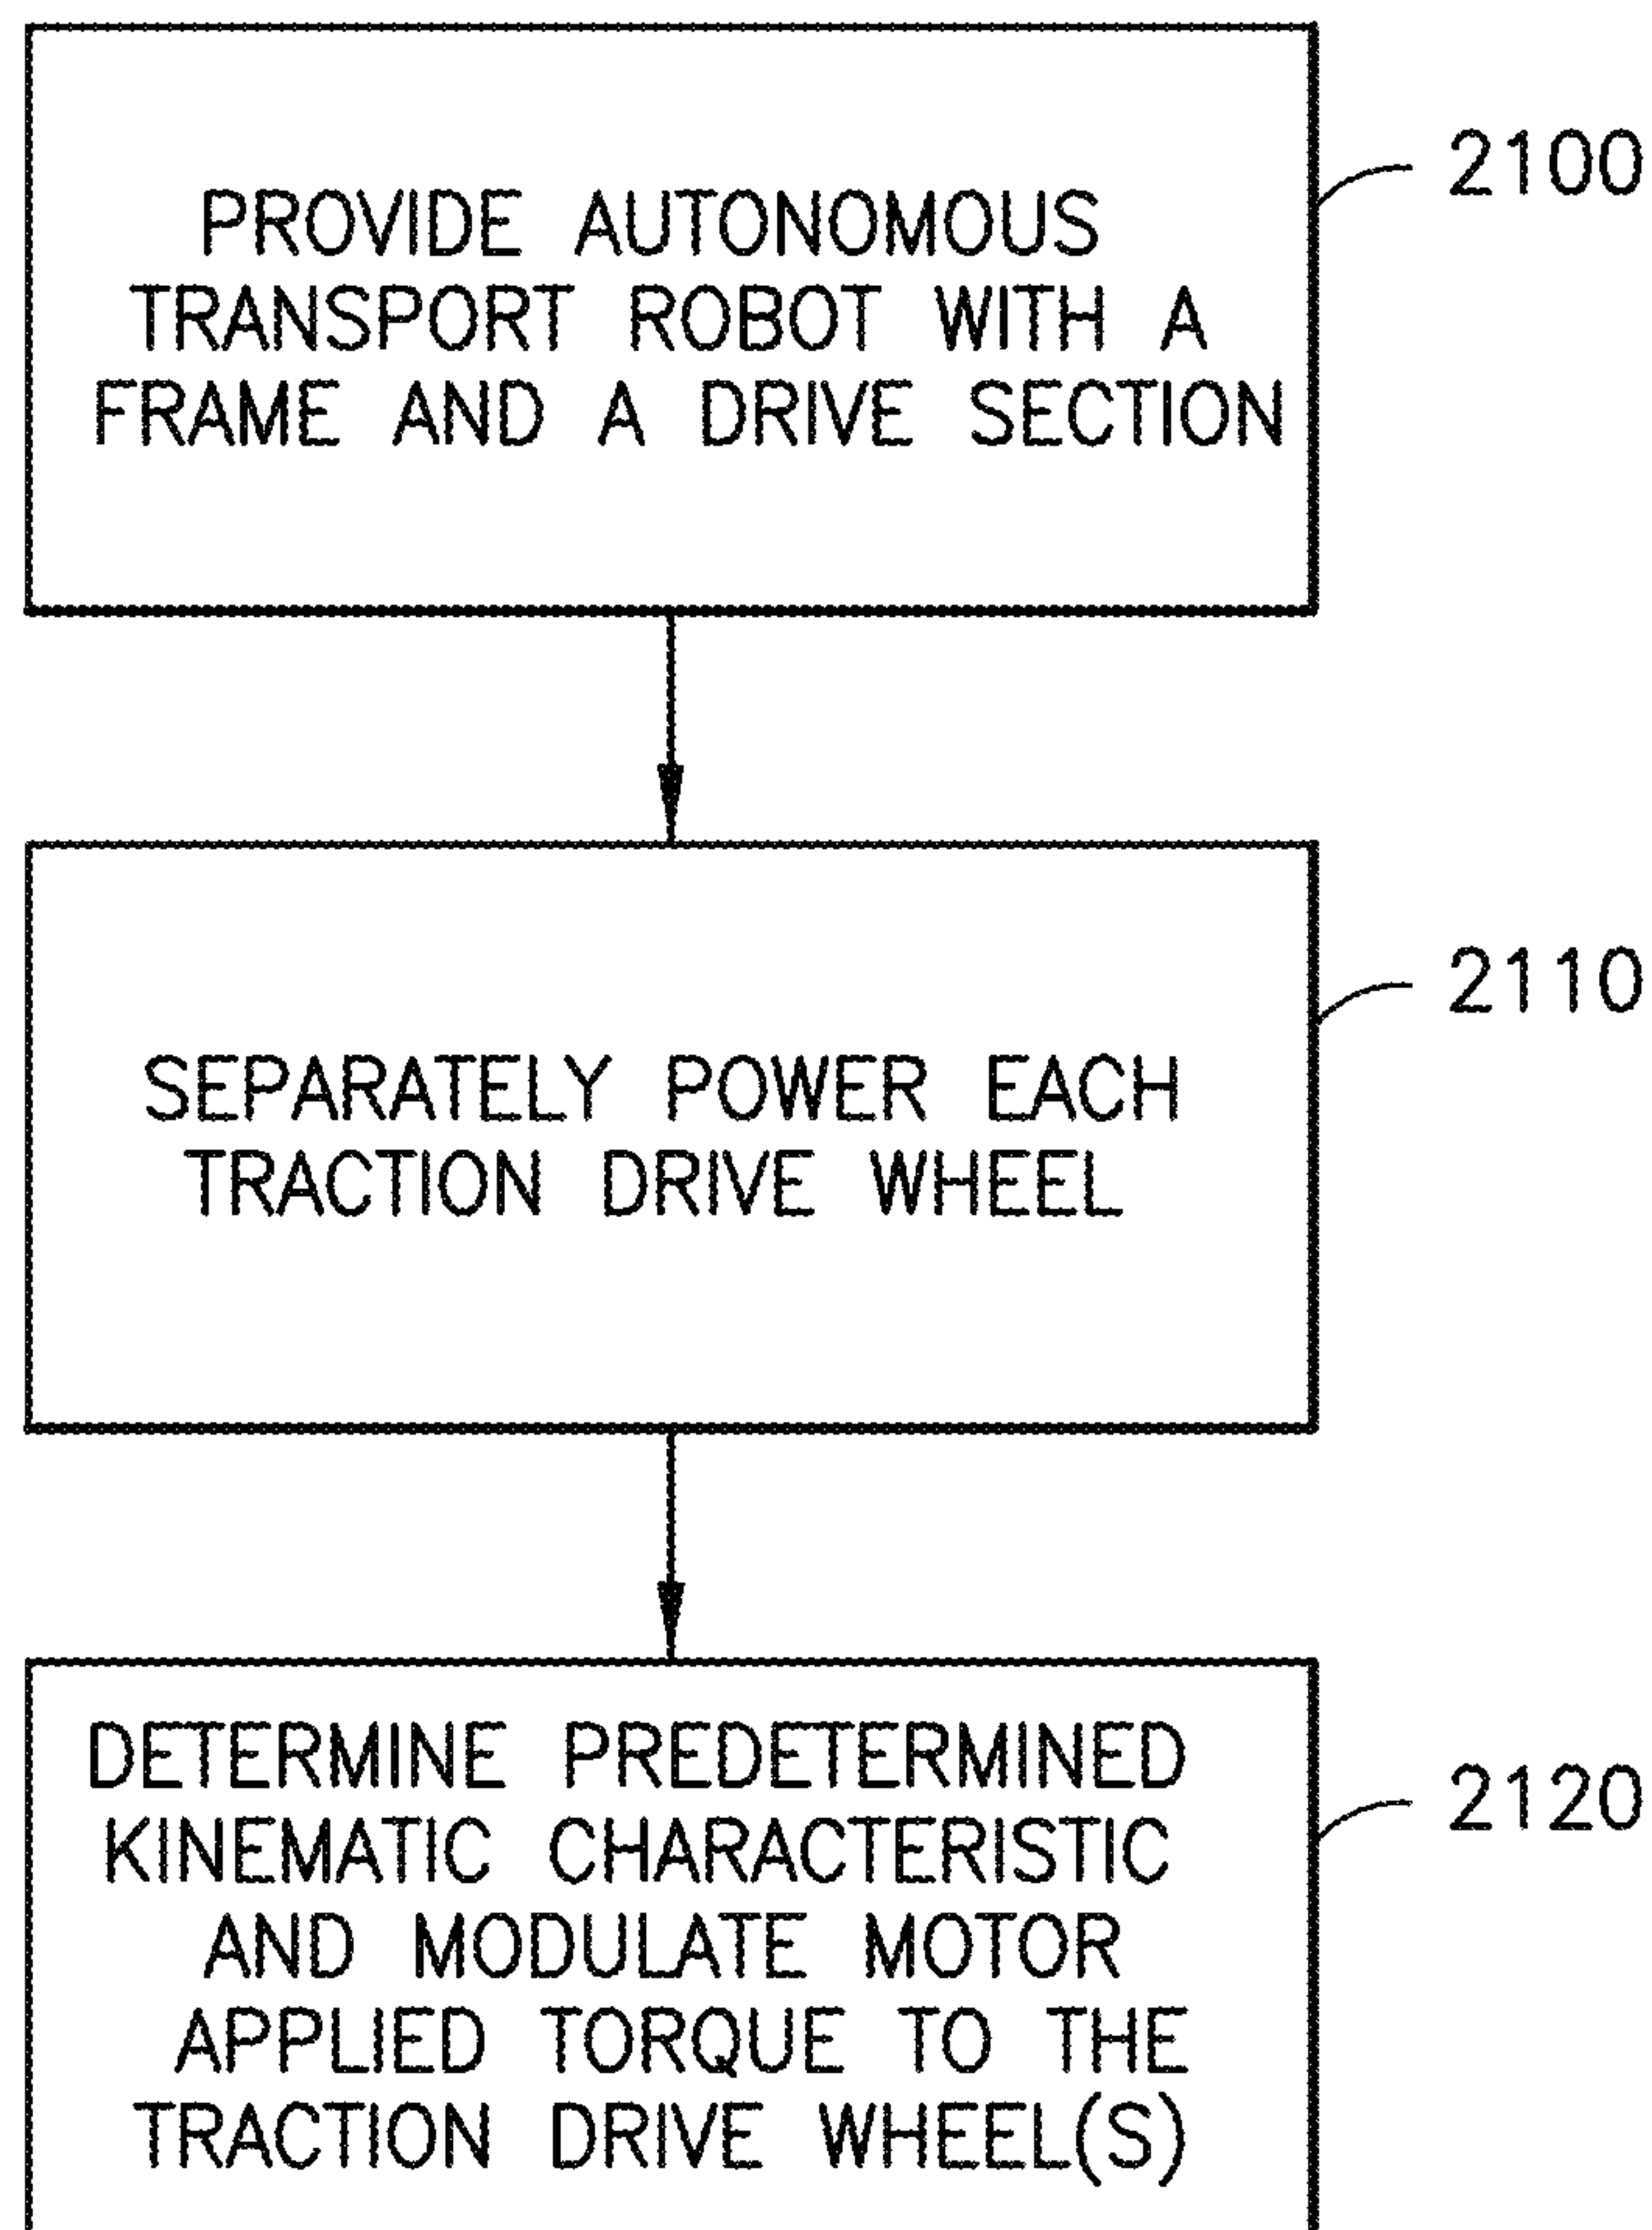 PROVIDE AUTONOMOUS
TRANSPORT ROBOT WITH A
FRAME AND A DRIVE SECTION
2100
SEPARATELY POWER EACH
TRACTION DRIVE WHEEL
2110
DETERMINE PREDETERMINED
KINEMATIC CHARACTERISTIC
AND MODULATE MOTOR
APPLIED TORQUE TO THE
TRACTION DRIVE WHEEL(S)
2120